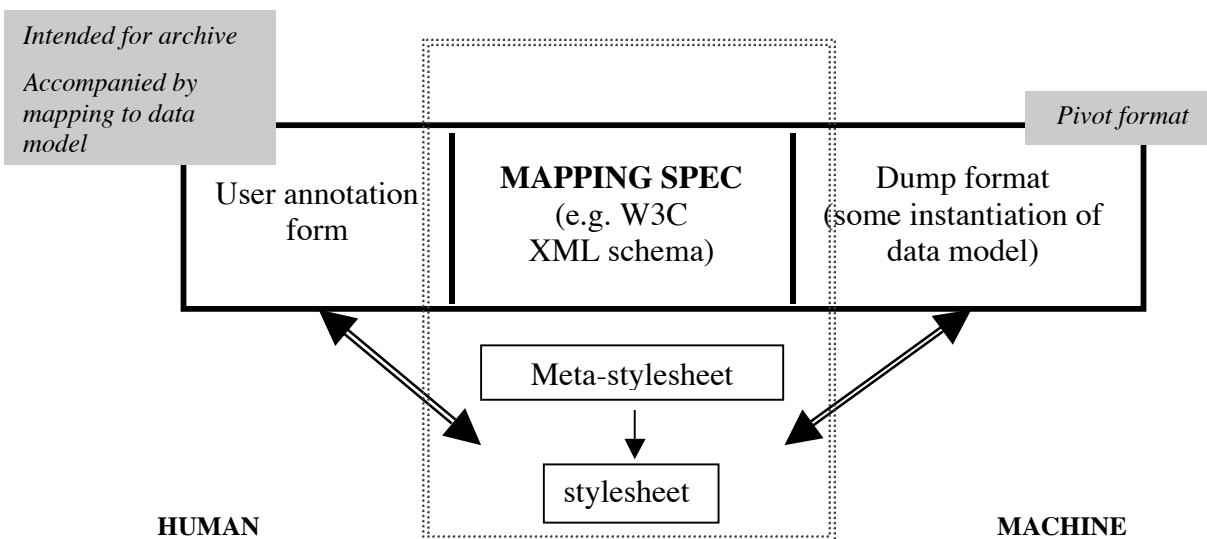 Intended for archive
Accompanied by
mapping to data
model
Pivot format
User annotation
form
MAPPING SPEC
(e.g. W3C
XML schema)
Dump format
(some instantiation of
data model)
Meta-stylesheet
stylesheet
HUMAN
MACHINE